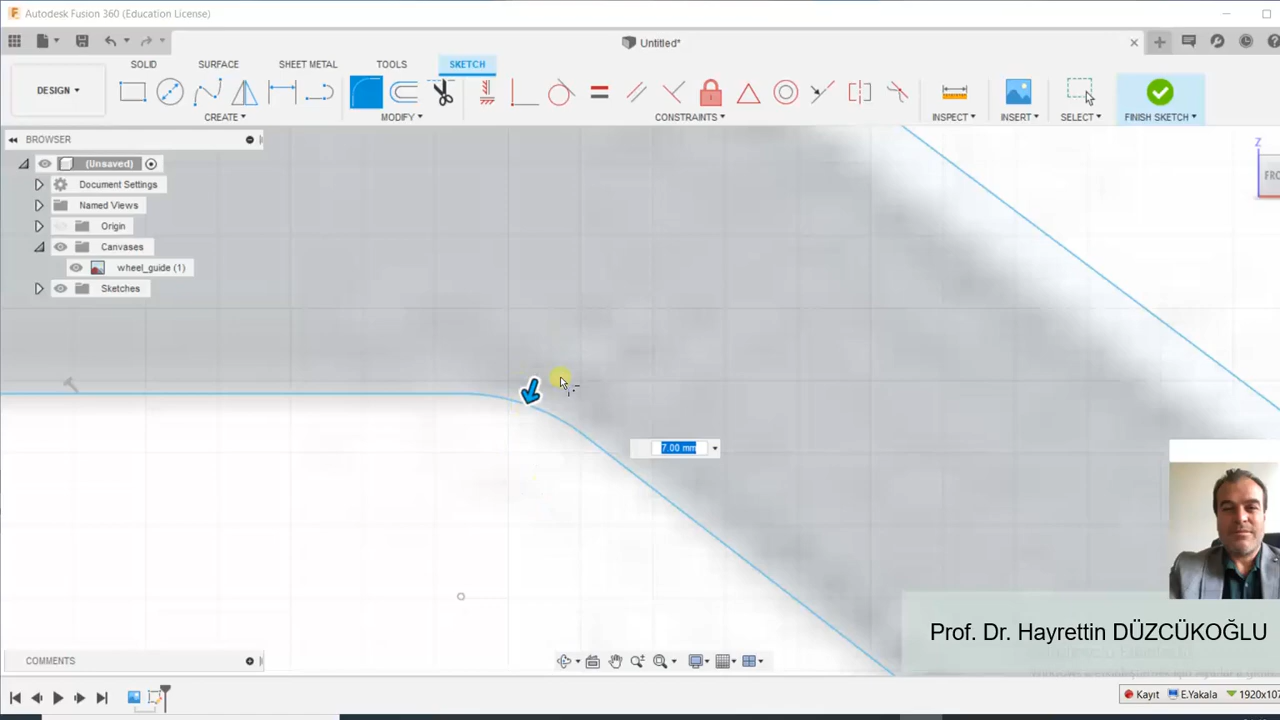 Autodesk Fusion 360 (Education License)
Untitled*
SOLID SURFACE SHEET METAL TOOLS SKETCH
DESIGN
CREATE MODIFY CONSTRAINTS INSPECT INSERT SELECT FINISH SKETCH
BROWSER
(Unsaved)
Document Settings
Named Views
Origin
Canvases
wheel_guide (1)
Sketches
Z
FRO
7.00 mm
Prof. Dr. Hayrettin DÜZCÜKOĞLU
COMMENTS
Kayıt E.Yakala 1920x107